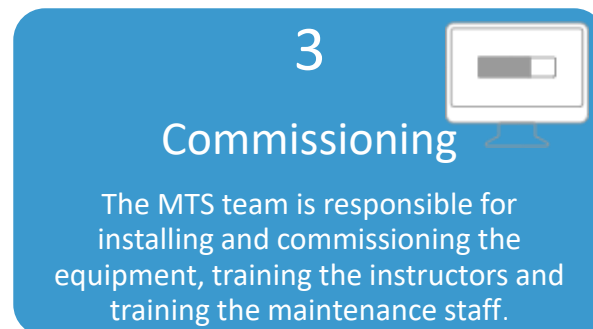 3
Commissioning
The MTS team is responsible for
installing and commissioning the
equipment, training the instructors and
training the maintenance staff.